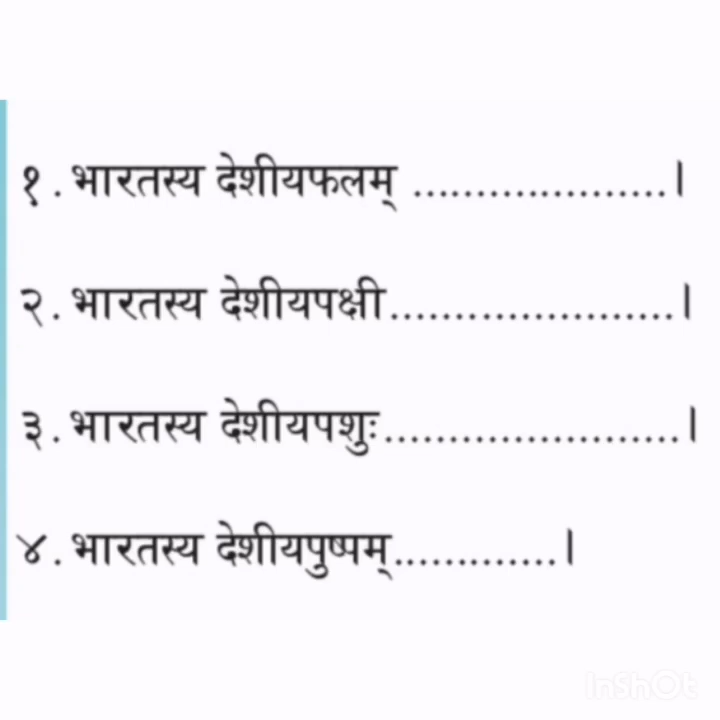 १. भारतस्य देशीयफलम् ....................।
२. भारतस्य देशीयपक्षी......................।
३. भारतस्य देशीयपशुः.......................।
४. भारतस्य देशीयपुष्पम्.............।
InShOt